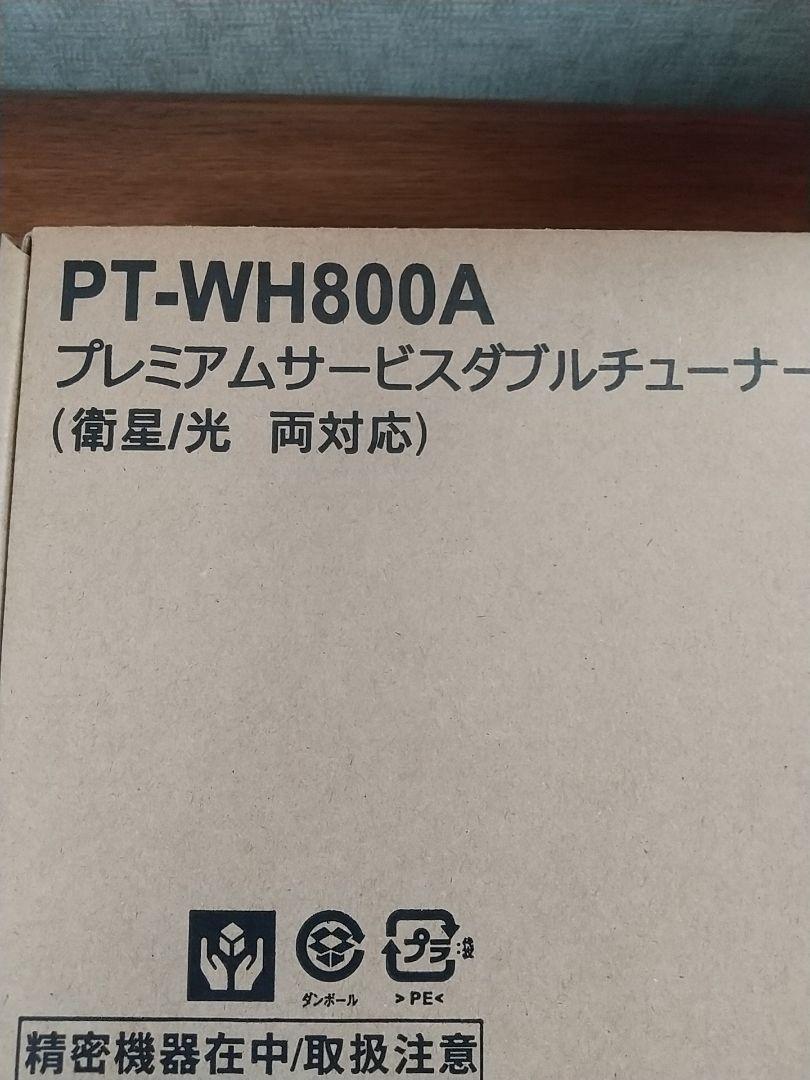 PT-WH800A
プレミアムサービスダブルチューナー
(衛星/光 両対応)
プラ:袋
ダンボール
>PE<
精密機器在中/取扱注意